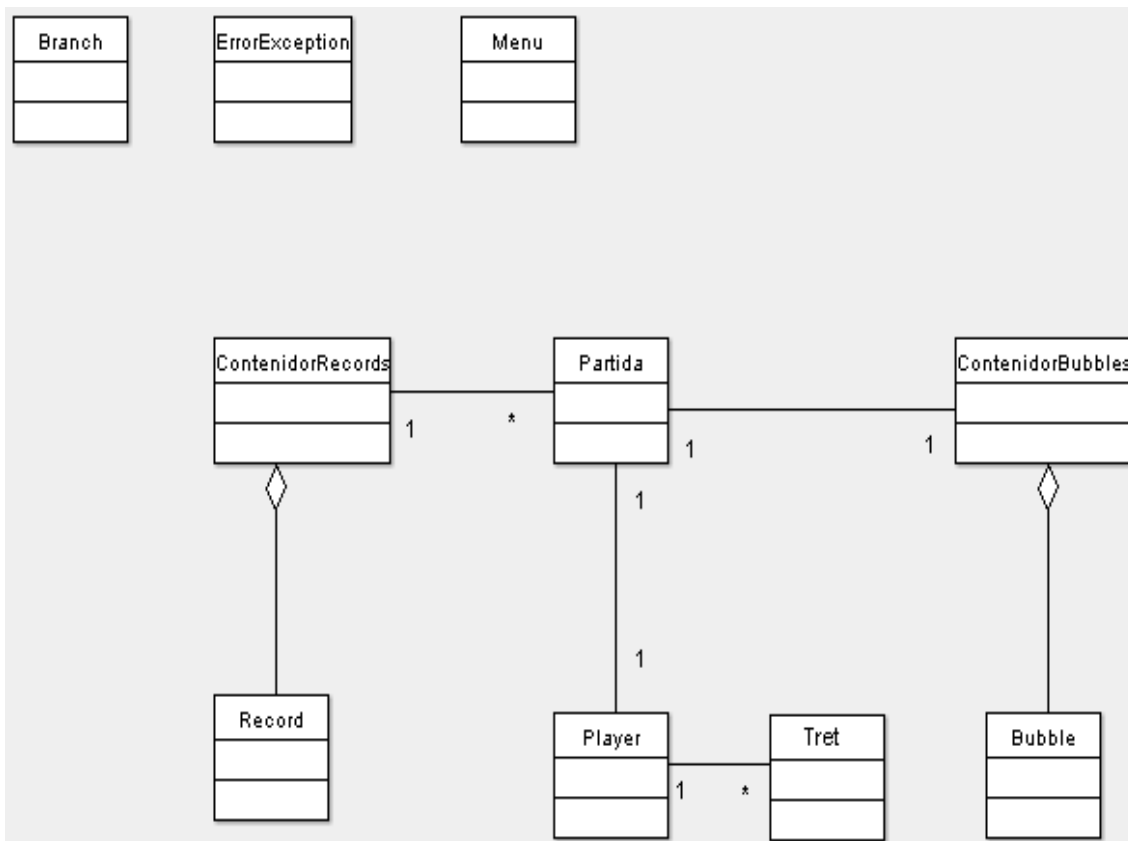 Branch
ErrorException
Menu
ContenidorRecords
Partida
ContenidorBubbles
1
*
1
1
1
1
Record
Player
Tret
Bubble
1
*